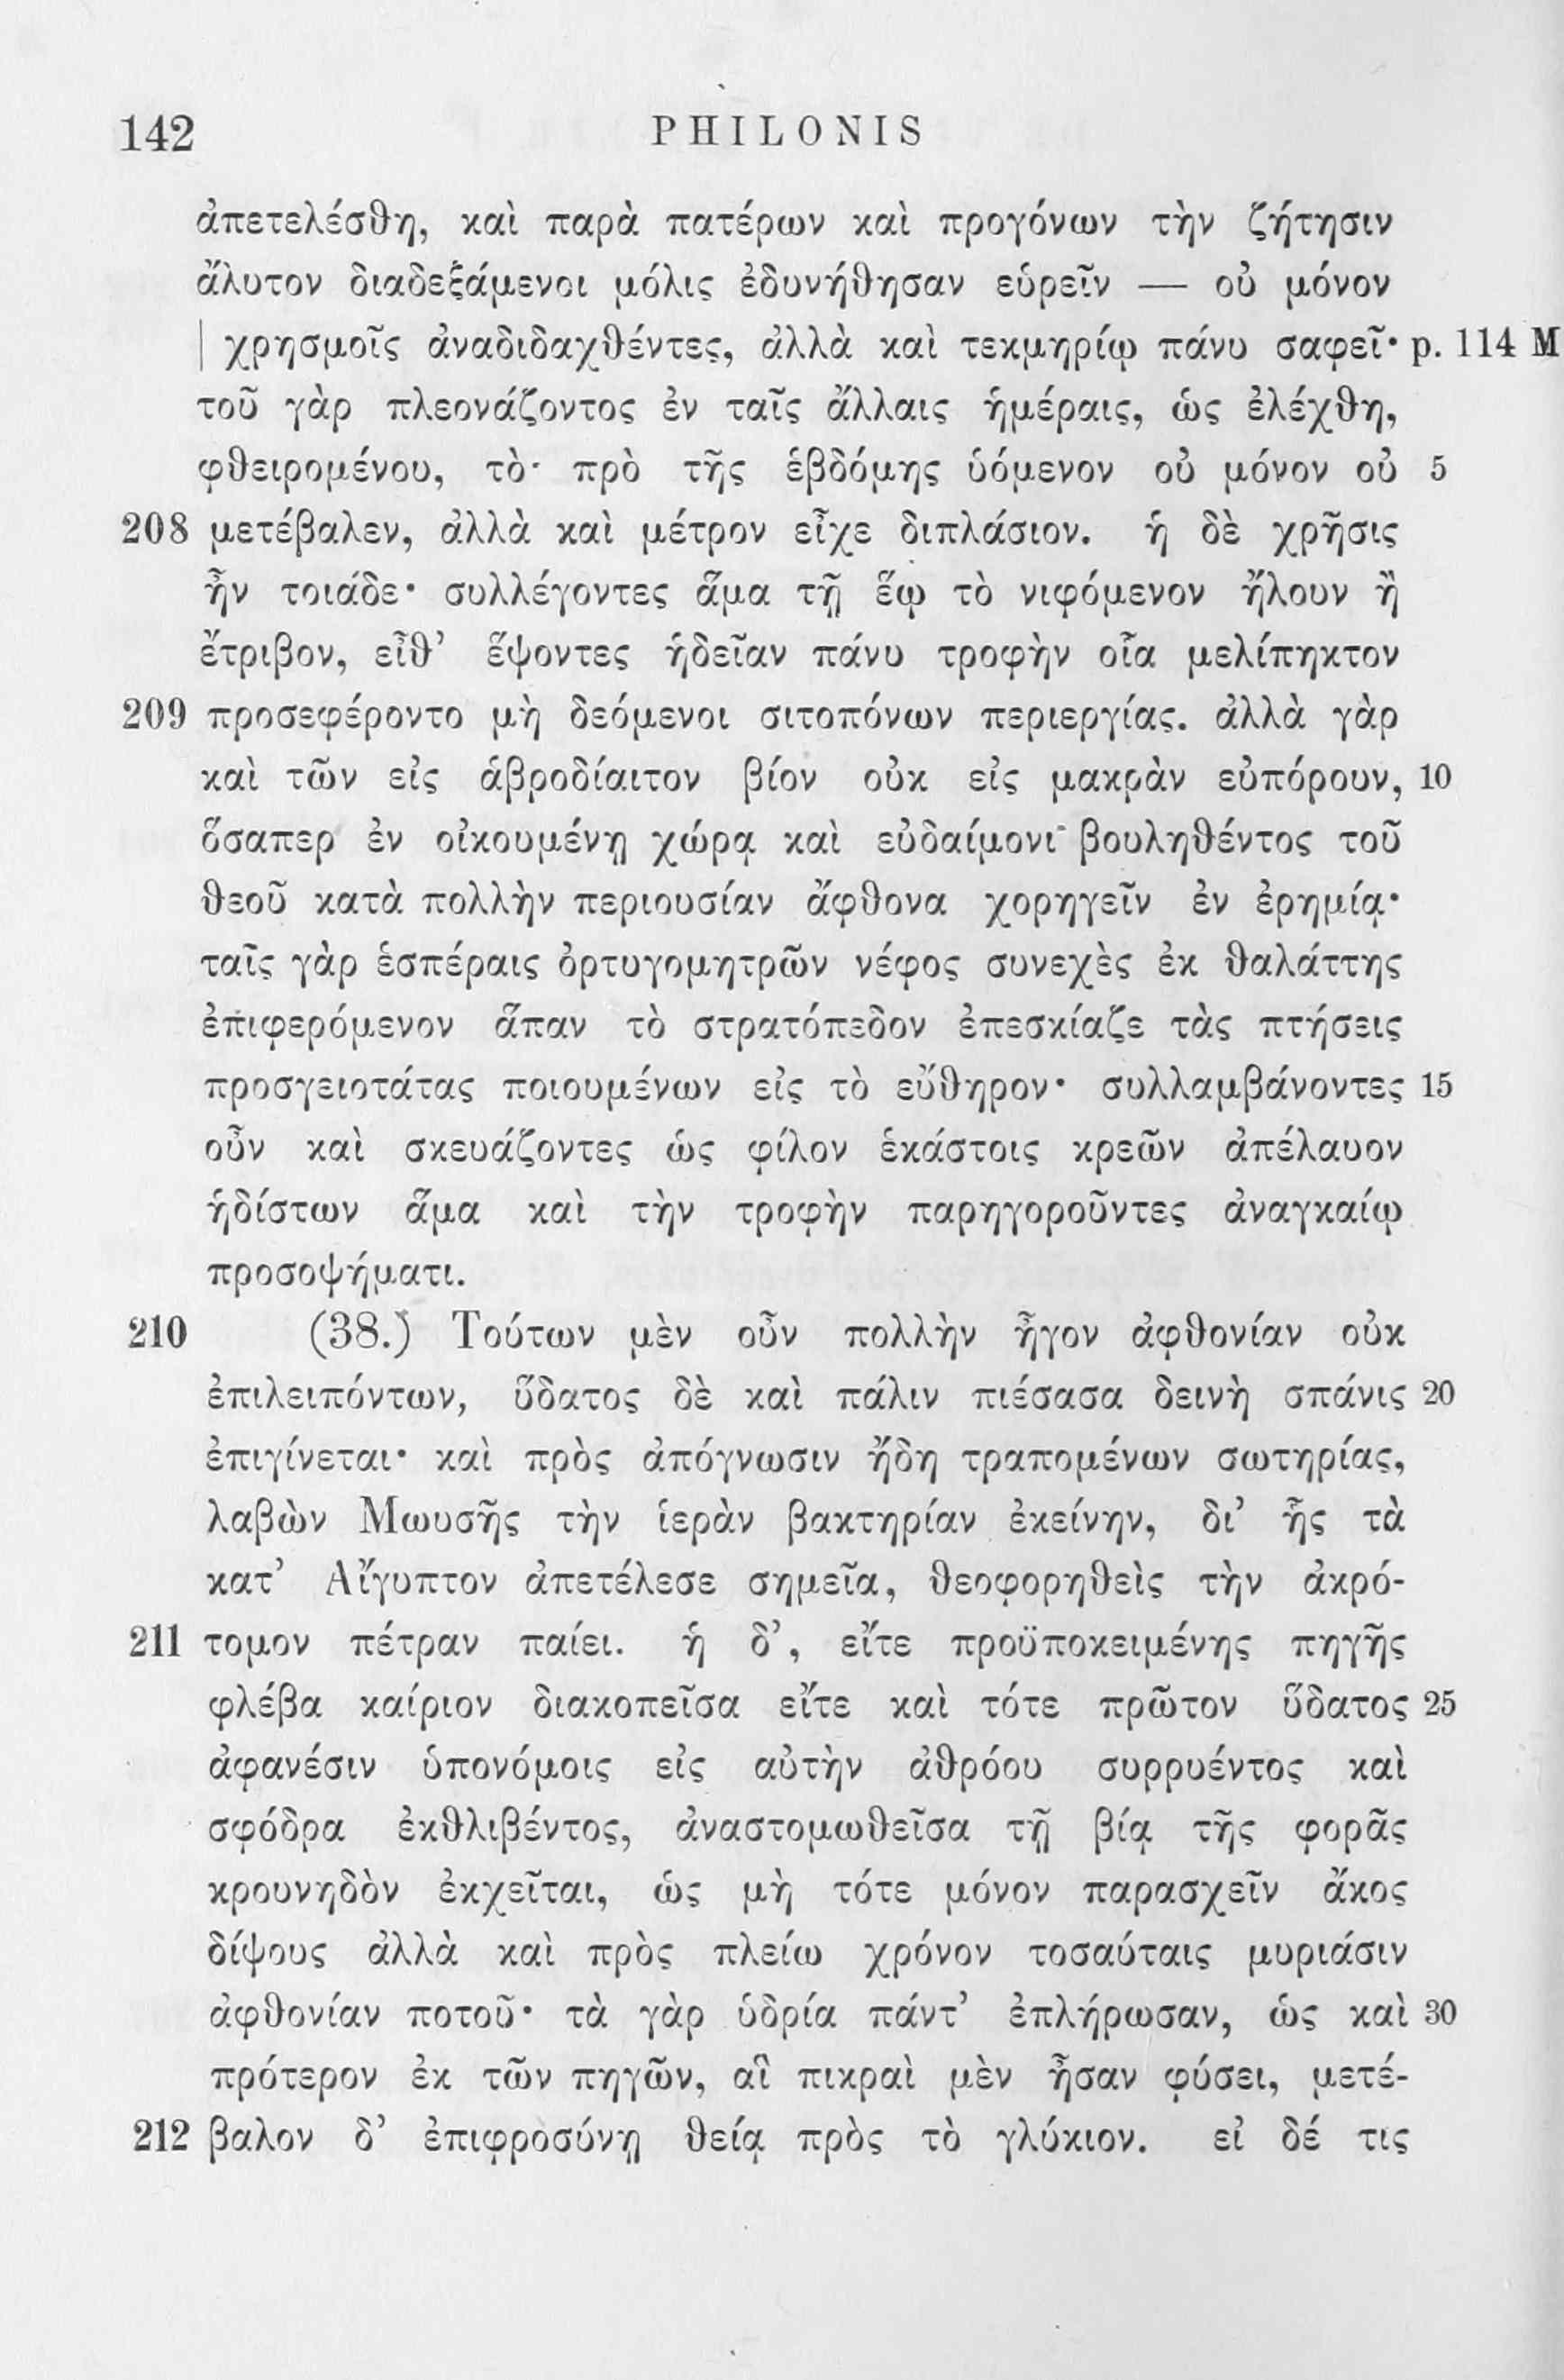 142 PHILONIS
ἀπετελέσθη, καὶ παρὰ πατέρων καὶ προγόνων τὴν ζήτησιν
ἄλυτον διαδεξάμενοι μόλις ἐδυνήθησαν εὑρεῖν — οὐ μόνον
| χρησμοῖς ἀναδιδαχθέντες, ἀλλὰ καὶ τεκμηρίῳ πάνυ σαφεῖ· p. 114 M
τοῦ γὰρ πλεονάζοντος ἐν ταῖς ἄλλαις ἡμέραις, ὡς ἐλέχθη,
φθειρομένου, τὸ πρὸ τῆς ἑβδόμης ὑόμενον οὐ μόνον οὐ 5
208 μετέβαλεν, ἀλλὰ καὶ μέτρον εἶχε διπλάσιον. ἡ δὲ χρῆσις
ἦν τοιάδε· συλλέγοντες ἅμα τῇ ἕῳ τὸ νιφόμενον ἤλουν ἢ
ἔτριβον, εἶθ’ ἕψοντες ἡδεῖαν πάνυ τροφὴν οἷα μελίπηκτον
209 προσεφέροντο μὴ δεόμενοι σιτοπόνων περιεργίας. ἀλλὰ γὰρ
καὶ τῶν εἰς ἁβροδίαιτον βίον οὐκ εἰς μακρὰν εὐπόρουν, 10
ὅσαπερ ἐν οἰκουμένῃ χώρᾳ καὶ εὐδαίμονι βουληθέντος τοῦ
θεοῦ κατὰ πολλὴν περιουσίαν ἄφθονα χορηγεῖν ἐν ἐρημίᾳ·
ταῖς γὰρ ἑσπέραις ὀρτυγομητρῶν νέφος συνεχὲς ἐκ θαλάττης
ἐπιφερόμενον ἅπαν τὸ στρατόπεδον ἐπεσκίαζε τὰς πτήσεις
προσγειοτάτας ποιουμένων εἰς τὸ εὔθηρον· συλλαμβάνοντες 15
οὖν καὶ σκευάζοντες ὡς φίλον ἑκάστοις κρεῶν ἀπέλαυον
ἡδίστων ἅμα καὶ τὴν τροφὴν παρηγοροῦντες ἀναγκαίῳ
προσοψήματι.
210 (38.) Τούτων μὲν οὖν πολλὴν ἦγον ἀφθονίαν οὐκ
ἐπιλειπόντων, ὕδατος δὲ καὶ πάλιν πιέσασα δεινὴ σπάνις 20
ἐπιγίνεται· καὶ πρὸς ἀπόγνωσιν ἤδη τραπομένων σωτηρίας,
λαβὼν Μωυσῆς τὴν ἱερὰν βακτηρίαν ἐκείνην, δι’ ἧς τὰ
κατ’ Αἴγυπτον ἀπετέλεσε σημεῖα, θεοφορηθεὶς τὴν ἀκρό-
211 τομον πέτραν παίει. ἡ δ’, εἴτε προϋποκειμένης πηγῆς
φλέβα καίριον διακοπεῖσα εἴτε καὶ τότε πρῶτον ὕδατος 25
ἀφανέσιν ὑπονόμοις εἰς αὐτὴν ἀθρόου συρρυέντος καὶ
σφόδρα ἐκθλιβέντος, ἀναστομωθεῖσα τῇ βίᾳ τῆς φορᾶς
κρουνηδὸν ἐκχεῖται, ὡς μὴ τότε μόνον παρασχεῖν ἄκος
δίψους ἀλλὰ καὶ πρὸς πλείω χρόνον τοσαύταις μυριάσιν
ἀφθονίαν ποτοῦ· τὰ γὰρ ὑδρία πάντ’ ἐπλήρωσαν, ὡς καὶ 30
πρότερον ἐκ τῶν πηγῶν, αἳ πικραὶ μὲν ἦσαν φύσει, μετέ-
212 βαλον δ’ ἐπιφροσύνῃ θείᾳ πρὸς τὸ γλύκιον. εἰ δέ τις